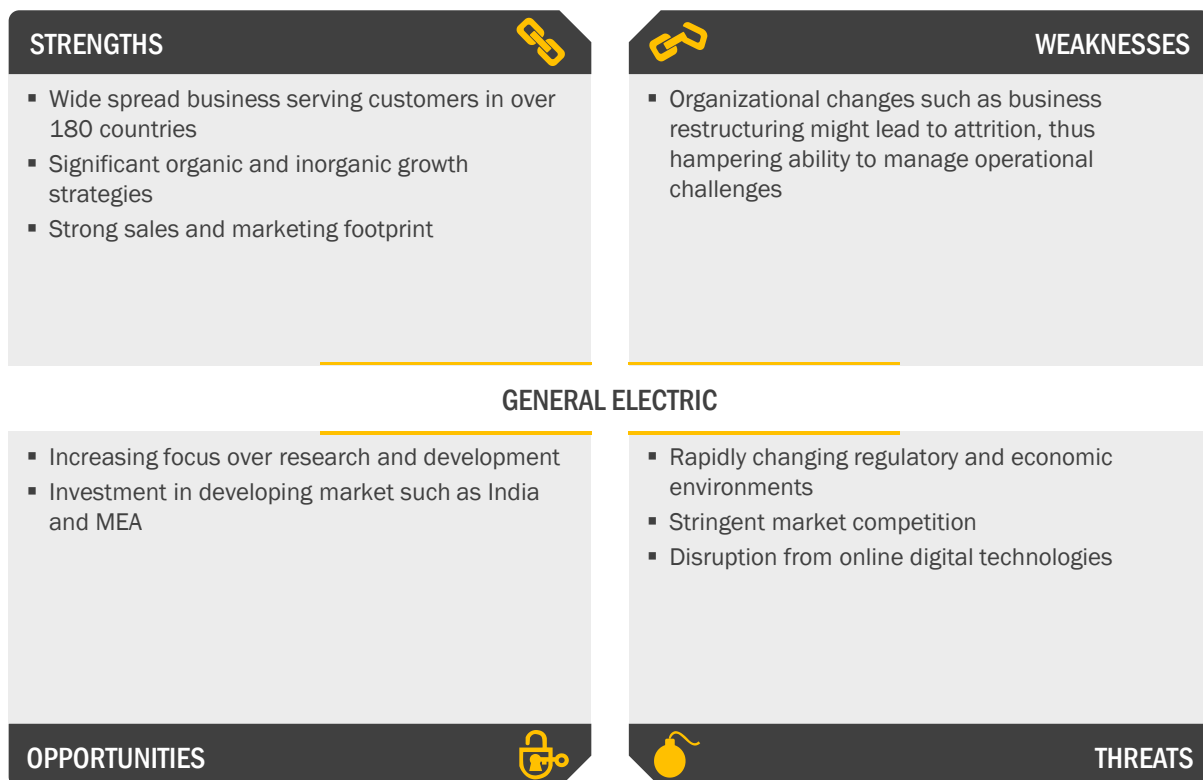 STRENGTHS
▪ Wide spread business serving customers in over
180 countries
▪ Significant organic and inorganic growth
strategies
▪ Strong sales and marketing footprint
WEAKNESSES
▪ Organizational changes such as business
restructuring might lead to attrition, thus
hampering ability to manage operational
challenges
GENERAL ELECTRIC
▪ Increasing focus over research and development
▪ Investment in developing market such as India
and MEA
OPPORTUNITIES
▪ Rapidly changing regulatory and economic
environments
▪ Stringent market competition
▪ Disruption from online digital technologies
THREATS